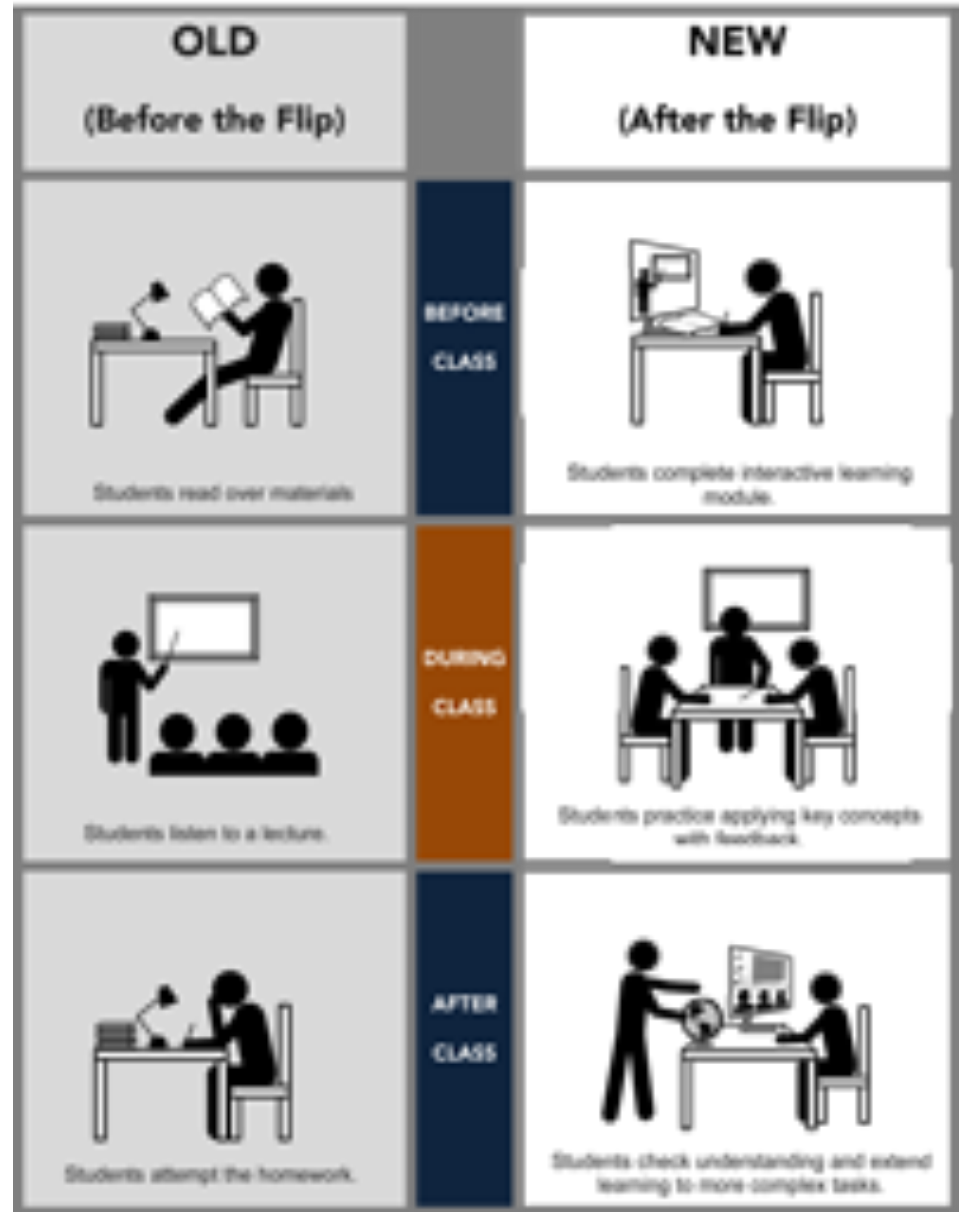 OLD
(Before the Flip)
NEW
(After the Flip)
Students read over materials
BEFORE
CLASS
Students complete interactive learning
module.
Students listen to a lecture.
DURING
CLASS
Students practice applying key concepts
with feedback.
Students attempt the homework.
AFTER
CLASS
Students check understanding and extend
learning to more complex tasks.